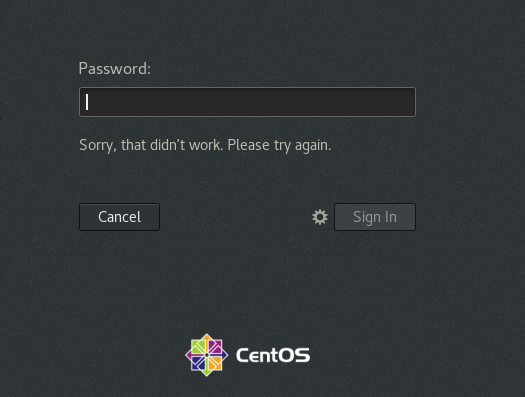 Password:
Sorry, that didn't work. Please try again.
Cancel
Sign In
CentOS